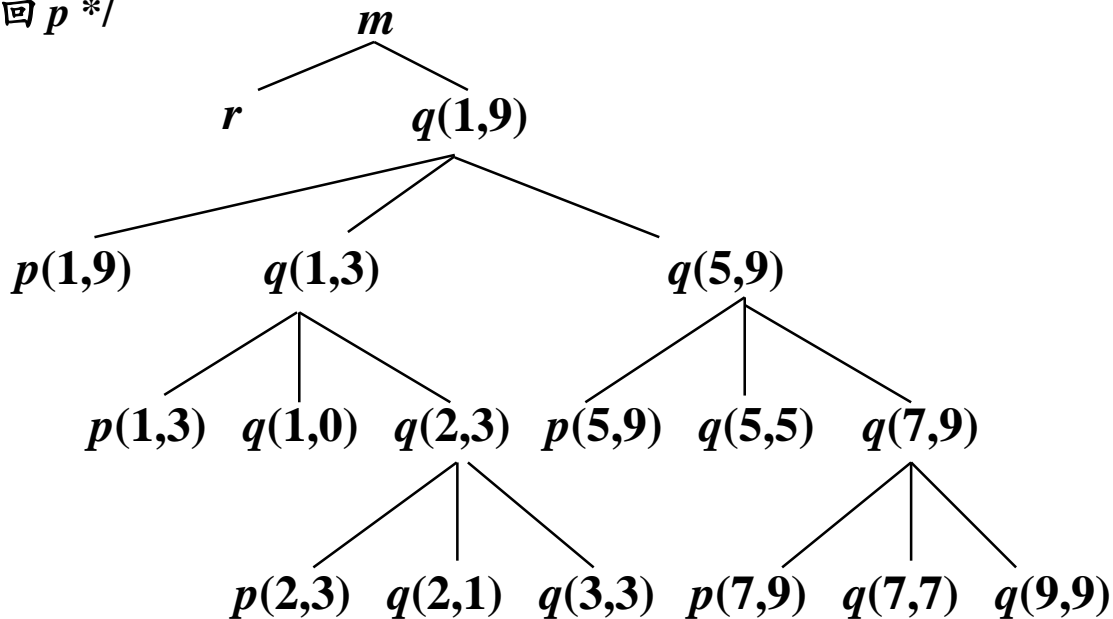 回 p */
m
r q(1,9)
p(1,9) q(1,3) q(5,9)
p(1,3) q(1,0) q(2,3) p(5,9) q(5,5) q(7,9)
p(2,3) q(2,1) q(3,3) p(7,9) q(7,7) q(9,9)